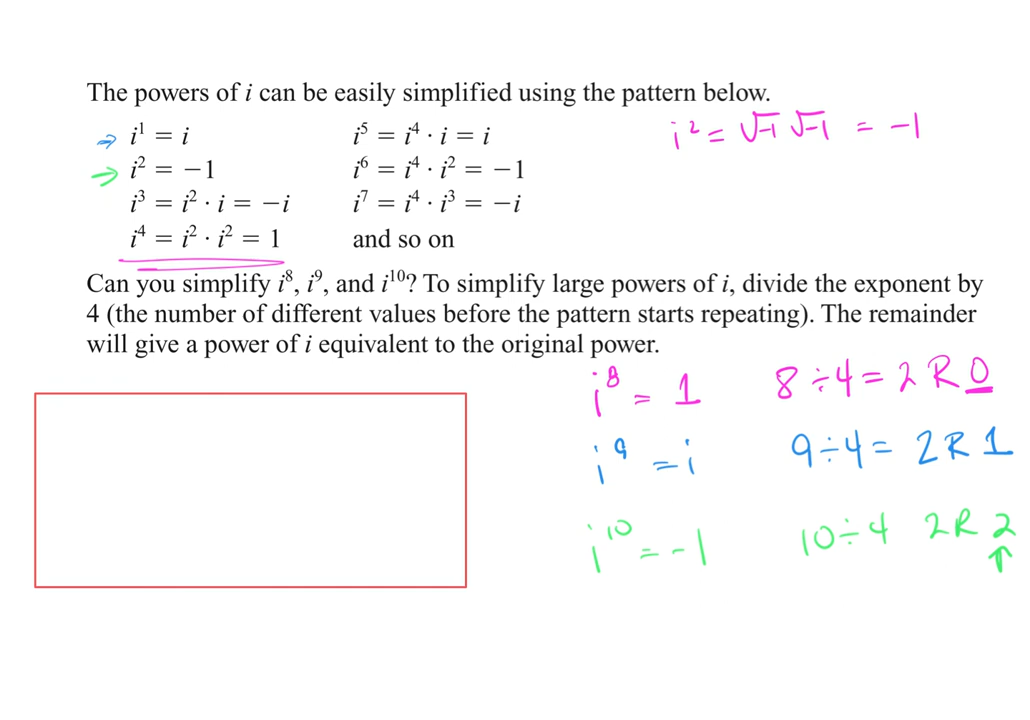 The powers of i can be easily simplified using the pattern below.
⇒ i¹ = i    i⁵ = i⁴ · i = i    i² = √-1 √-1 = -1
→ i² = −1    i⁶ = i⁴ · i² = −1
i³ = i² · i = −i    i⁷ = i⁴ · i³ = −i
i⁴ = i² · i² = 1    and so on
Can you simplify i⁸, i⁹, and i¹⁰? To simplify large powers of i, divide the exponent by
4 (the number of different values before the pattern starts repeating). The remainder
will give a power of i equivalent to the original power.
i⁸ = 1    8 ÷ 4 = 2 R 0
i⁹ = i    9 ÷ 4 = 2 R 1
i¹⁰ = -1    10 ÷ 4 2 R 2
↑